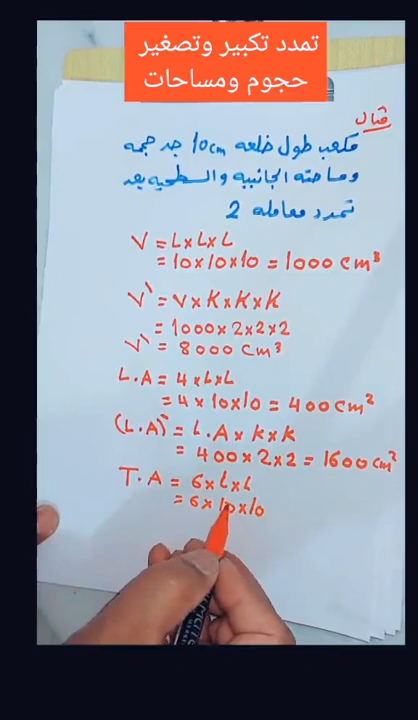 تمدد تكبير وتصغير
حجوم ومساحات
مثال
مكعب طول ضلعه 10cm جد حجمه
ومساحته الجانبيه والسطحيه بعد
تمدد معامله 2
V = L×L×L
= 10×10×10 = 1000 cm³
V' = V×K×K×K
= 1000×2×2×2
V' = 8000 cm³
L.A = 4×L×L
= 4×10×10 = 400 cm²
(L.A)' = L.A×K×K
= 400×2×2 = 1600 cm²
T.A = 6×L×L
= 6×10×10